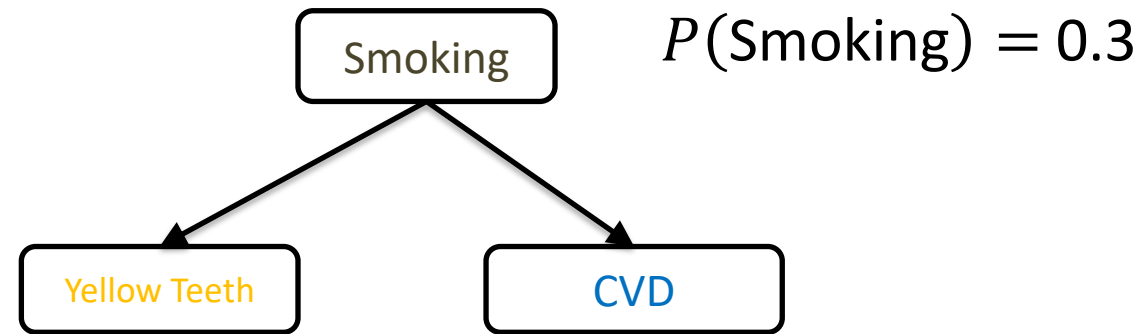 Smoking
P(Smoking) = 0.3
Yellow Teeth
CVD